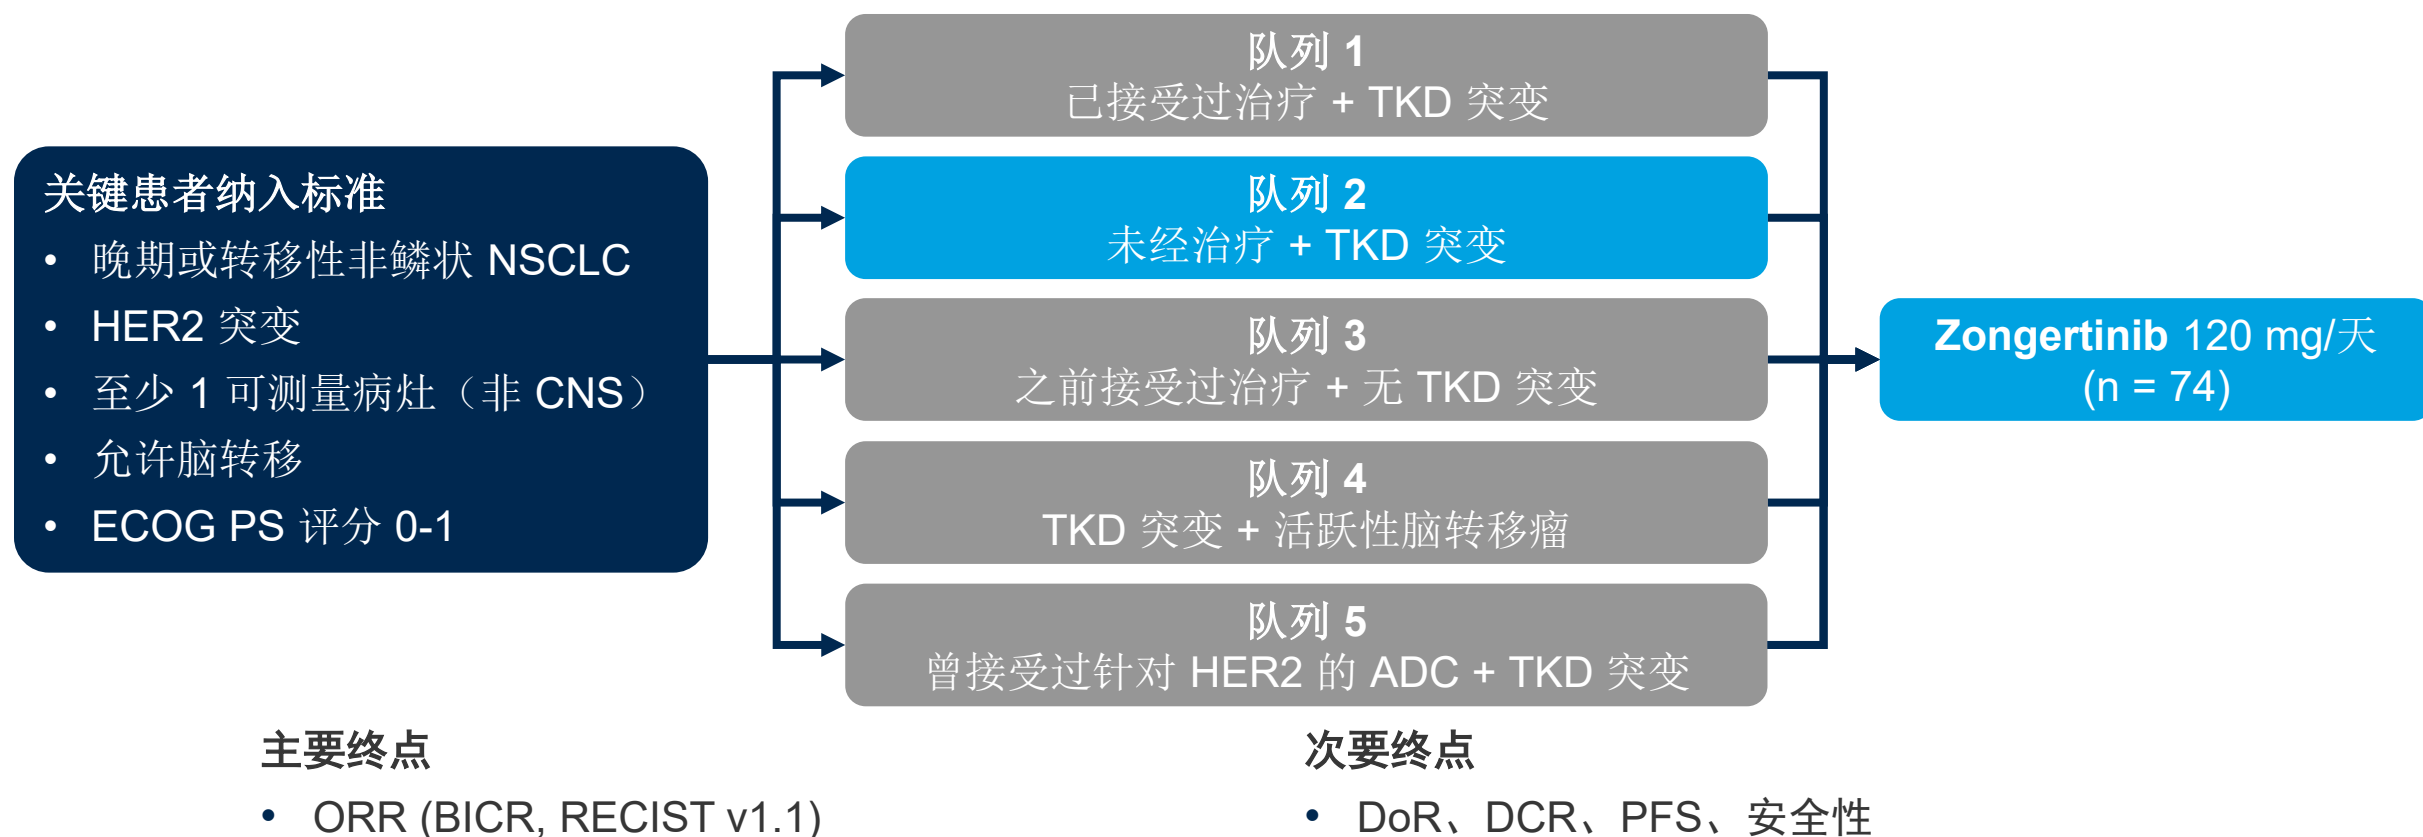 关键患者纳入标准
• 晚期或转移性非鳞状 NSCLC
• HER2 突变
• 至少 1 可测量病灶（非 CNS）
• 允许脑转移
• ECOG PS 评分 0-1
队列 1
已接受过治疗 + TKD 突变
队列 2
未经治疗 + TKD 突变
队列 3
之前接受过治疗 + 无 TKD 突变
队列 4
TKD 突变 + 活跃性脑转移瘤
队列 5
曾接受过针对 HER2 的 ADC + TKD 突变
Zongertinib 120 mg/天
(n = 74)
主要终点
• ORR (BICR, RECIST v1.1)
次要终点
• DoR、DCR、PFS、安全性